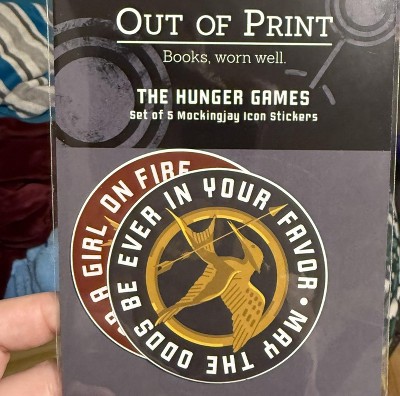 OUT OF PRINT
Books, worn well.
THE HUNGER GAMES
Set of 5 Mockingjay Icon Stickers
A GIRL ON FIRE
MAY THE ODDS BE EVER IN YOUR FAVOR •